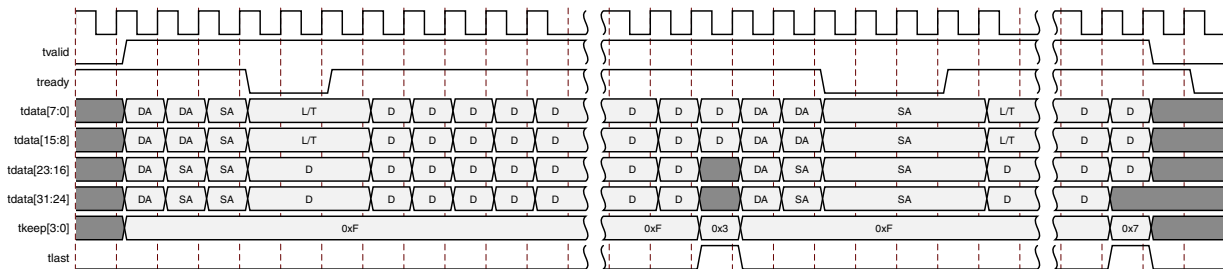 tvalid
tready
tdata[7:0] DA DA SA L/T D D D D D D D D DA DA SA L/T D D
tdata[15:8] DA DA SA L/T D D D D D D D D DA DA SA L/T D D
tdata[23:16] DA SA SA D D D D D D D D DA SA SA D D D
tdata[31:24] DA SA SA D D D D D D D D DA SA SA D D
tkeep[3:0] 0xF 0xF 0x3 0xF 0x7
tlast